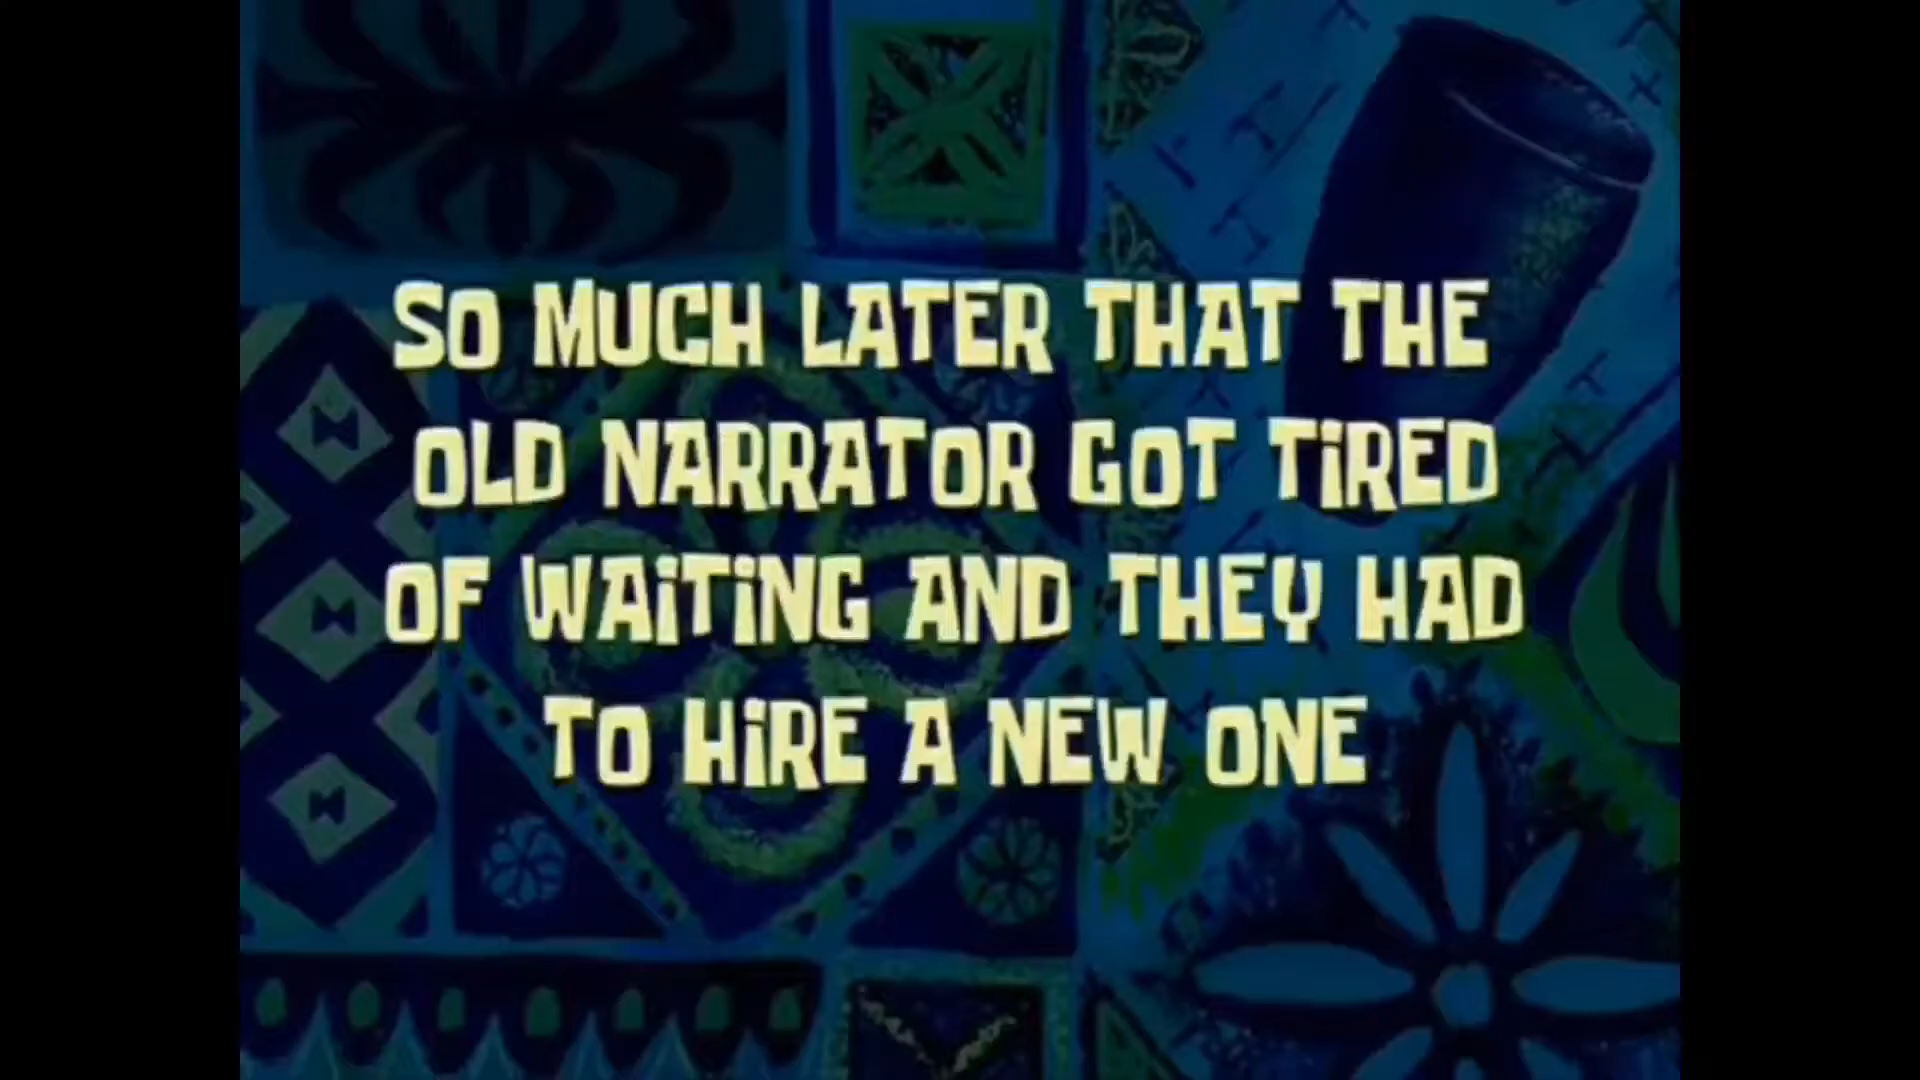 SO MUCH LATER THAT THE
OLD NARRATOR GOT TiRED
OF WAiTiNG AND THEY HAD
TO HiRE A NEW ONE